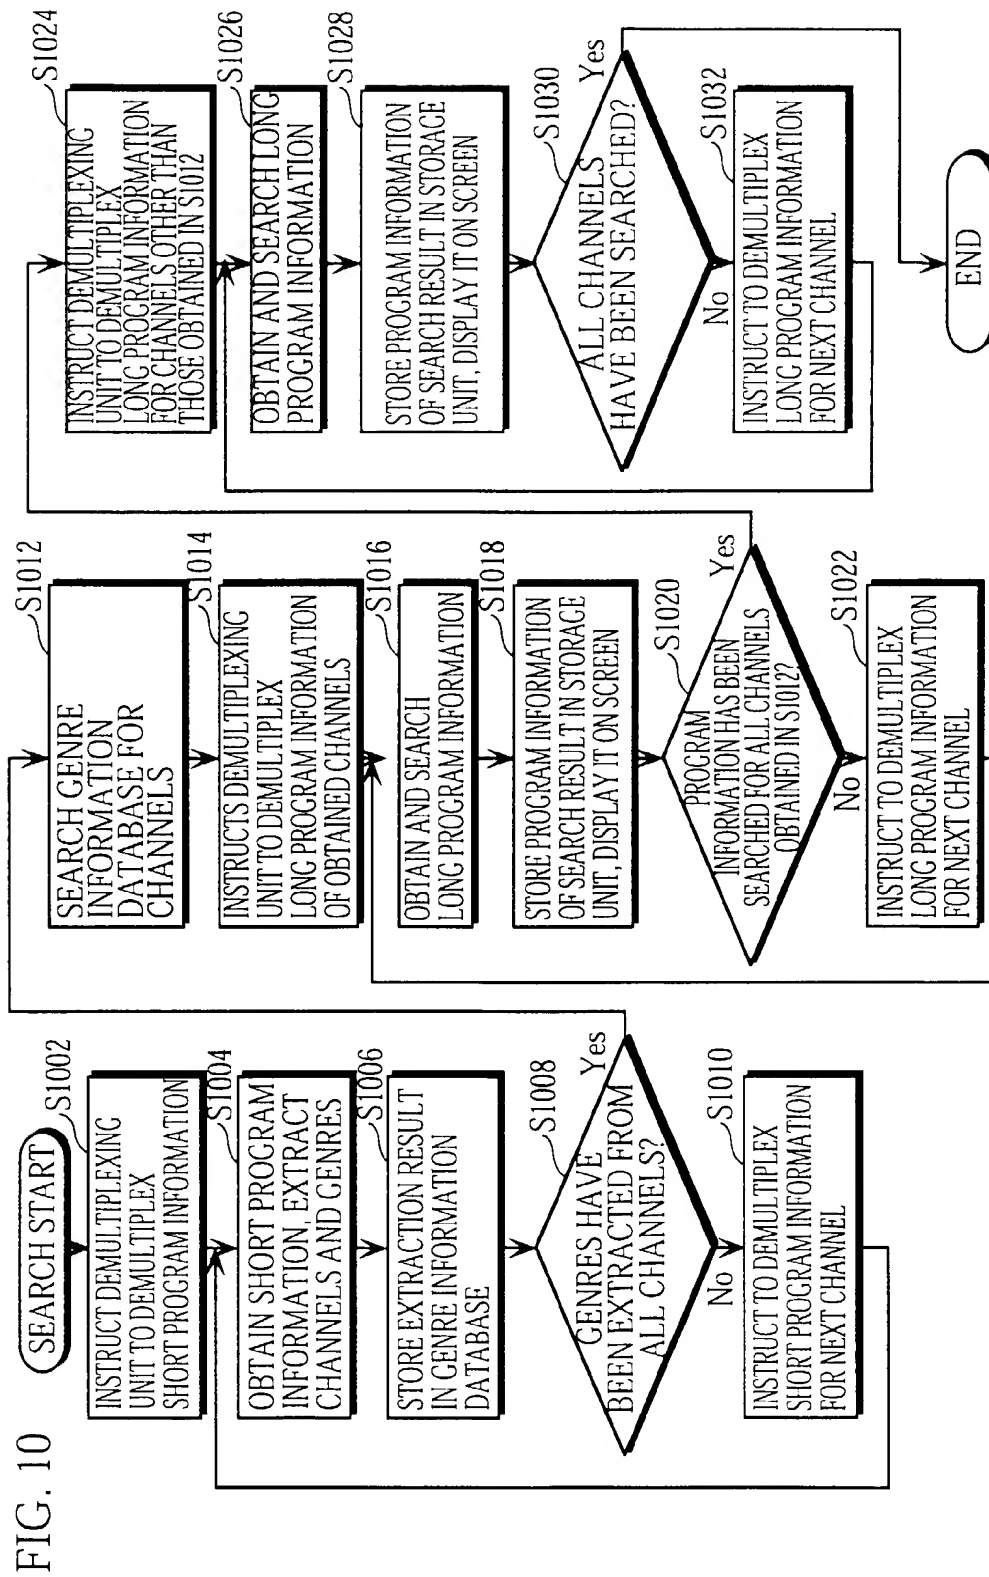 FIG. 10
SEARCH START
S1002
INSTRUCT DEMULTIPLEXING
UNIT TO DEMULTIPLEX
SHORT PROGRAM INFORMATION
S1004
OBTAIN SHORT PROGRAM
INFORMATION, EXTRACT
CHANNELS AND GENRES
S1006
STORE EXTRACTION RESULT
IN GENRE INFORMATION
DATABASE
S1008
GENRES HAVE
BEEN EXTRACTED FROM
ALL CHANNELS?
Yes
No
S1010
INSTRUCT TO DEMULTIPLEX
SHORT PROGRAM INFORMATION
FOR NEXT CHANNEL
S1012
SEARCH GENRE
INFORMATION
DATABASE FOR
CHANNELS
S1014
INSTRUCTS DEMULTIPLEXING
UNIT TO DEMULTIPLEX
LONG PROGRAM INFORMATION
OF OBTAINED CHANNELS
S1016
OBTAIN AND SEARCH
LONG PROGRAM INFORMATION
S1018
STORE PROGRAM INFORMATION
OF SEARCH RESULT IN STORAGE
UNIT, DISPLAY IT ON SCREEN
S1020
PROGRAM
INFORMATION HAS BEEN
SEARCHED FOR ALL CHANNELS
OBTAINED IN S1012?
Yes
No
S1022
INSTRUCT TO DEMULTIPLEX
LONG PROGRAM INFORMATION
FOR NEXT CHANNEL
S1024
INSTRUCT DEMULTIPLEXING
UNIT TO DEMULTIPLEX
LONG PROGRAM INFORMATION
FOR CHANNELS OTHER THAN
THOSE OBTAINED IN S1012
S1026
OBTAIN AND SEARCH LONG
PROGRAM INFORMATION
S1028
STORE PROGRAM INFORMATION
OF SEARCH RESULT IN STORACE
UNIT, DISPLAY IT ON SCREEN
S1030
ALL CHANNELS
HAVE BEEN SEARCHED?
Yes
No
S1032
INSTRUCT TO DEMULTIPLEX
LONG PROGRAM INFORMATION
FOR NEXT CHANNEL
END